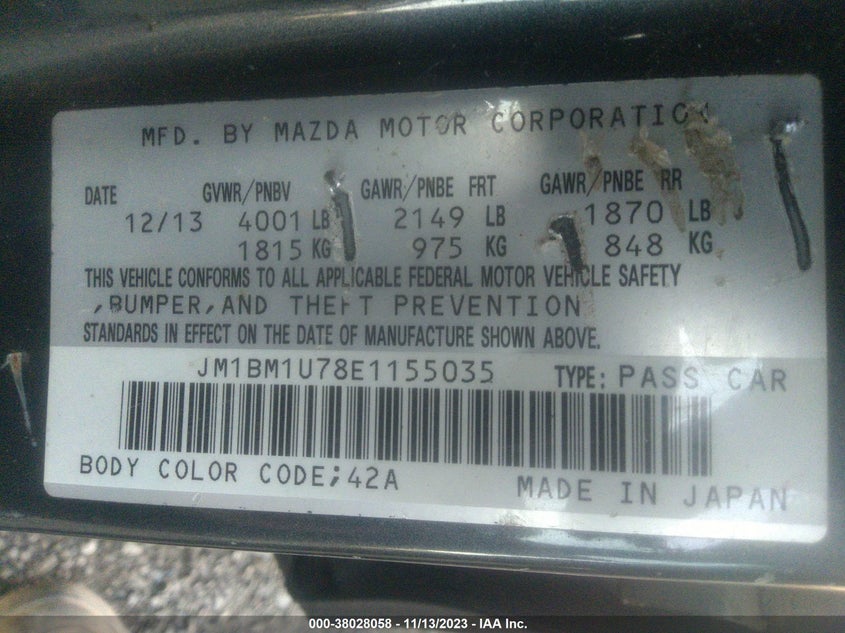 MFD. BY MAZDA MOTOR CORPORATION
DATE GVWR/PNBV GAWR/PNBE FRT GAWR/PNBE RR
12/13 4001 LB 2149 LB 1870 LB
1815 KG 975 KG 848 KG
THIS VEHICLE CONFORMS TO ALL APPLICABLE FEDERAL MOTOR VEHICLE SAFETY
,BUMPER,AND THEFT PREVENTION
STANDARDS IN EFFECT ON THE DATE OF MANUFACTURE SHOWN ABOVE.
JM1BM1U78E1155035 TYPE: PASS CAR
BODY COLOR CODE;42A MADE IN JAPAN
000-38028058 - 11/13/2023 - IAA Inc.